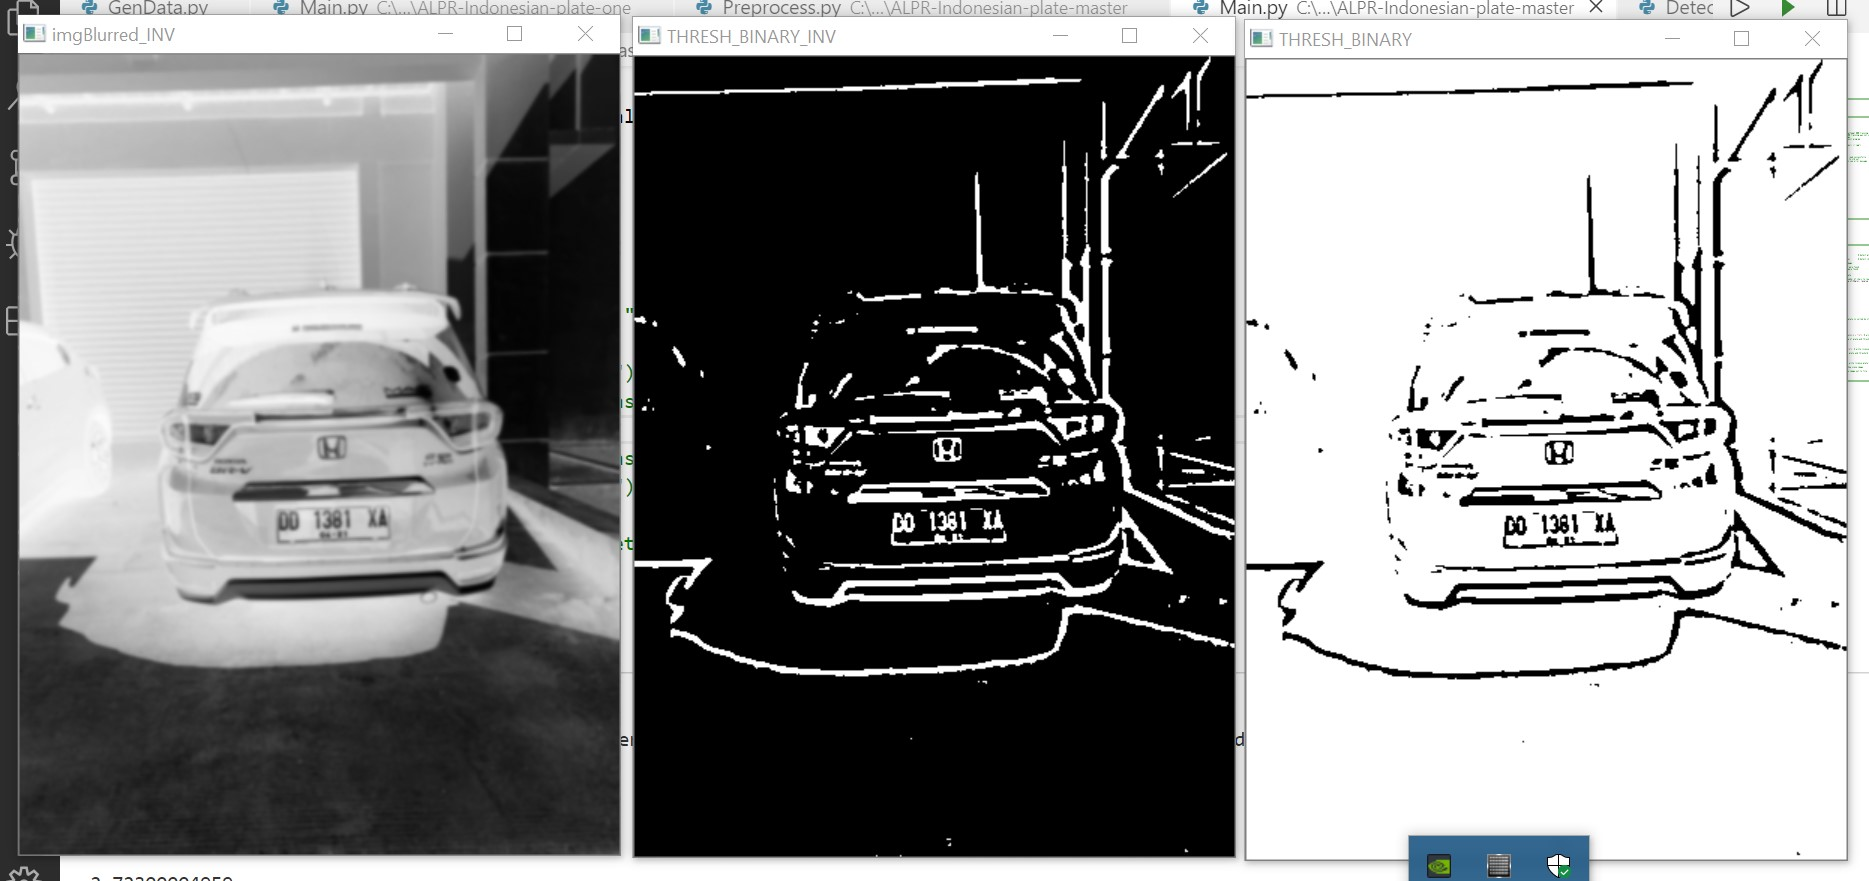 GenData.py
Main.py C:\...\ALPR-Indonesian-plate-one
Preprocess.py C:\...\ALPR-Indonesian-plate-master
Main.py C:\...\ALPR-Indonesian-plate-master
imgBlurred_INV
THRESH_BINARY_INV
THRESH_BINARY
DD 1381 XA
DD 1381 XA
DD 1381 XA